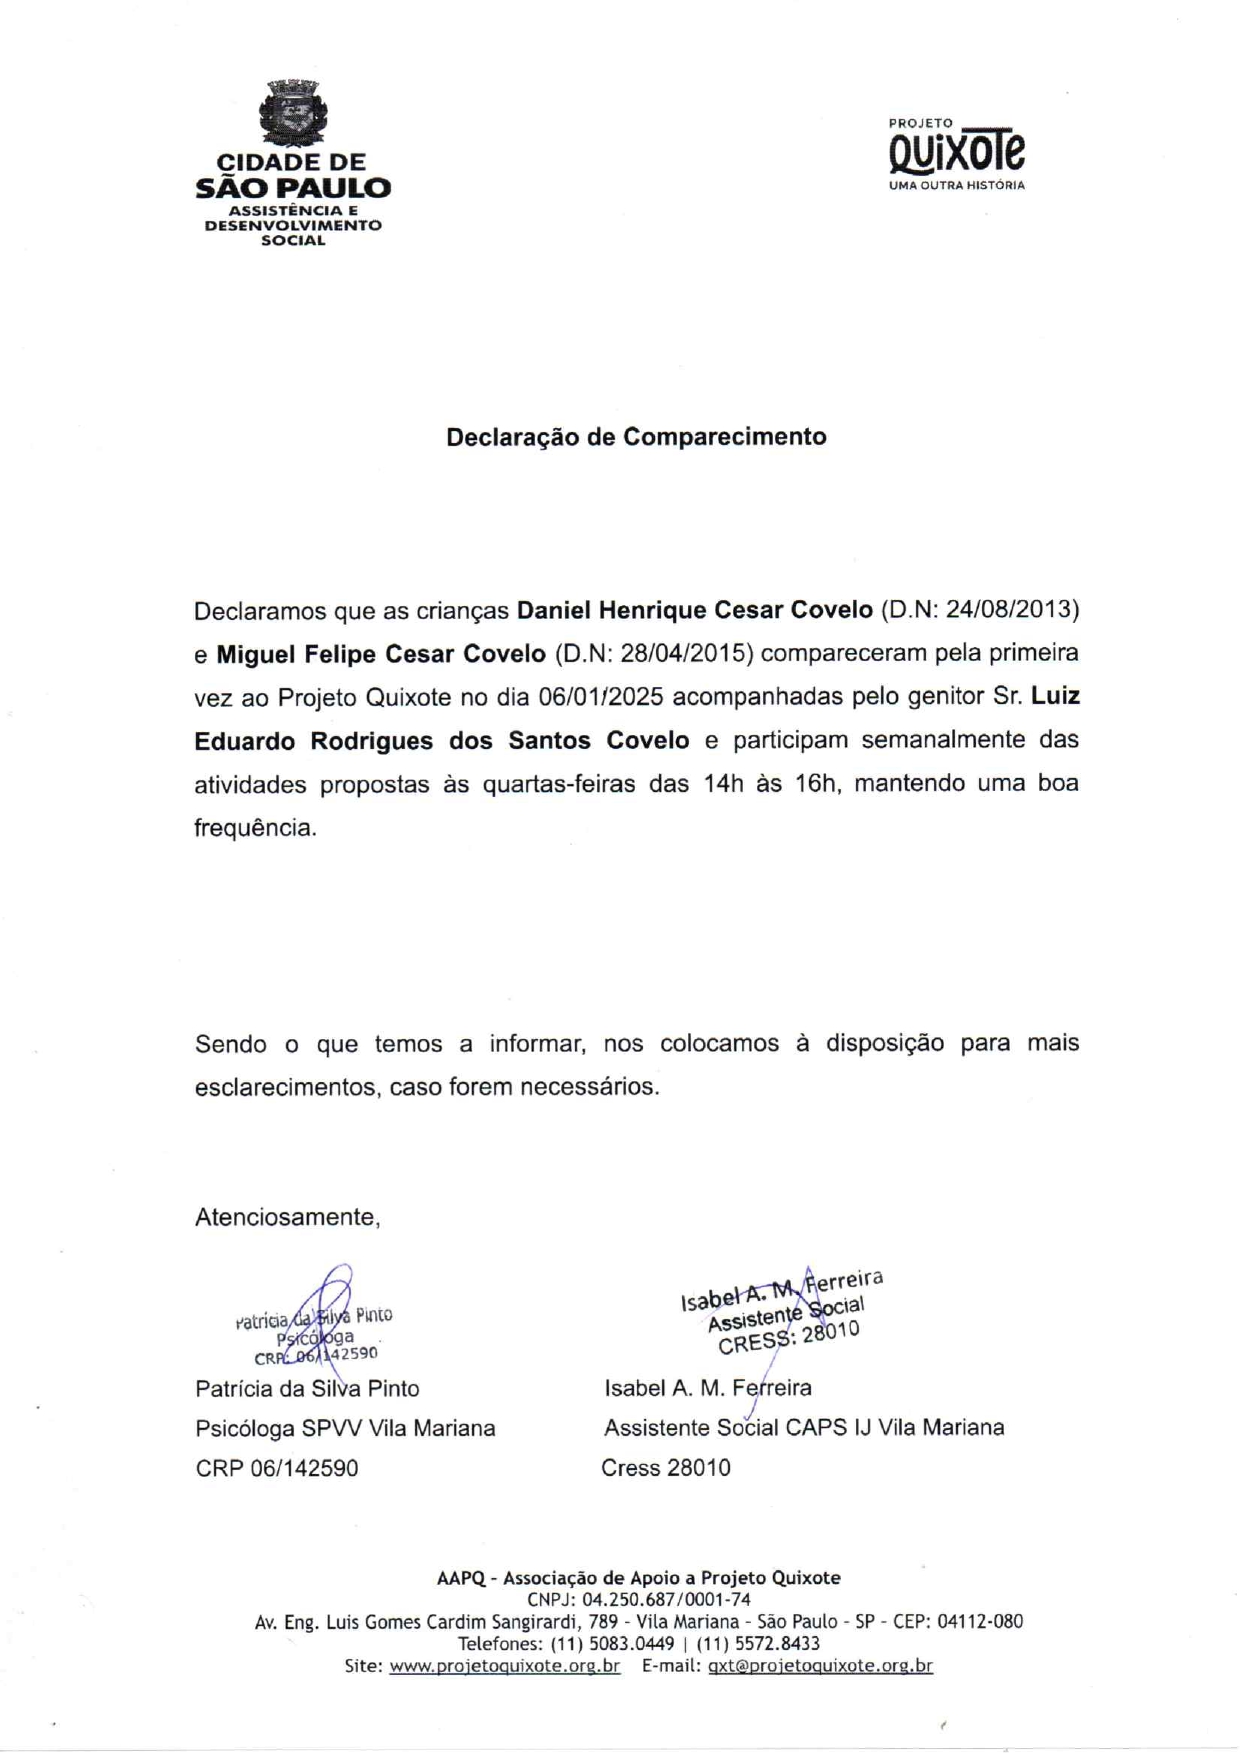 CIDADE DE
SÃO PAULO
ASSISTÊNCIA E
DESENVOLVIMENTO
SOCIAL
PROJETO
QUiXOTe
UMA OUTRA HISTÓRIA
Declaração de Comparecimento
Declaramos que as crianças Daniel Henrique Cesar Covelo (D.N: 24/08/2013)
e Miguel Felipe Cesar Covelo (D.N: 28/04/2015) compareceram pela primeira
vez ao Projeto Quixote no dia 06/01/2025 acompanhadas pelo genitor Sr. Luiz
Eduardo Rodrigues dos Santos Covelo e participam semanalmente das
atividades propostas às quartas-feiras das 14h às 16h, mantendo uma boa
frequência.
Sendo o que temos a informar, nos colocamos à disposição para mais
esclarecimentos, caso forem necessários.
Atenciosamente,
Patrícia da Silva Pinto
Psicóloga
CRP: 06/142590
Isabel A. M. Ferreira
Assistente Social
CRESS: 28010
Patrícia da Silva Pinto
Psicóloga SPVV Vila Mariana
CRP 06/142590
Isabel A. M. Ferreira
Assistente Social CAPS IJ Vila Mariana
Cress 28010
AAPQ - Associação de Apoio a Projeto Quixote
CNPJ: 04.250.687/0001-74
Av. Eng. Luis Gomes Cardim Sangirardi, 789 - Vila Mariana - São Paulo - SP - CEP: 04112-080
Telefones: (11) 5083.0449 | (11) 5572.8433
Site: www.projetoquixote.org.br E-mail: qxt@projetoquixote.org.br